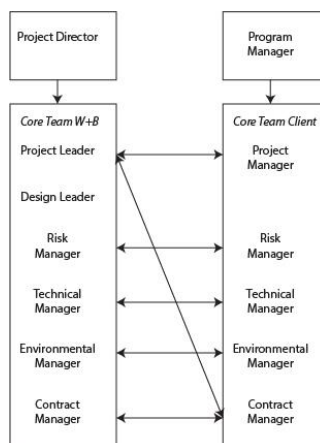 Project Director
Program
Manager
Core Team W+B
Project Leader
Design Leader
Risk
Manager
Technical
Manager
Environmental
Manager
Contract
Manager
Core Team Client
Project
Manager
Risk
Manager
Technical
Manager
Environmental
Manager
Contract
Manager